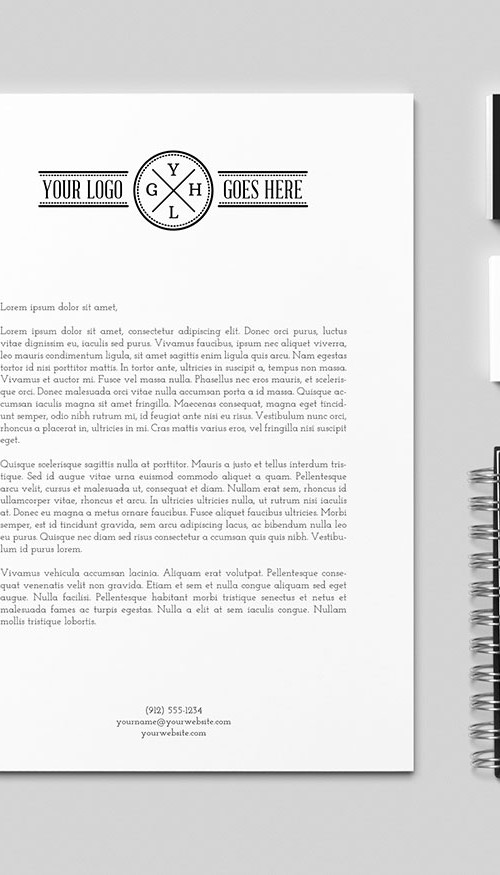 Y
YOUR LOGO G H GOES HERE
L
Lorem ipsum dolor sit amet,
Lorem ipsum dolor sit amet, consectetur adipiscing elit. Donec orci purus, luctus
vitae dignissim eu, iaculis sed purus. Vivamus faucibus, ipsum nec aliquet viverra,
leo mauris condimentum ligula, sit amet sagittis enim ligula quis arcu. Nam egestas
tortor id nisi porttitor mattis. In tortor ante, ultricies in suscipit a, tempus non massa.
Vivamus et auctor mi. Fusce vel massa nulla. Phasellus nec eros mauris, et sceleris-
que orci. Donec malesuada orci vitae nulla accumsan porta a id massa. Quisque ac-
cumsan iaculis magna sit amet fringilla. Maecenas consequat, magna eget tincid-
unt semper, odio nibh rutrum mi, id feugiat ante nisi eu risus. Vestibulum nunc orci,
rhoncus a placerat in, ultricies in mi. Cras mattis varius eros, vel fringilla nisi suscipit
eget.
Quisque scelerisque sagittis nulla at porttitor. Mauris a justo et tellus interdum tris-
tique. Sed id augue vitae urna euismod commodo aliquet a quam. Pellentesque
arcu velit, cursus et malesuada ut, consequat et diam. Nullam erat sem, rhoncus id
ullamcorper vitae, rhoncus et arcu. In ultricies ultricies nulla, ut rutrum nisi iaculis
at. Donec eu magna a metus ornare faucibus. Fusce aliquet faucibus ultricies. Morbi
semper, est id tincidunt gravida, sem arcu adipiscing lacus, ac bibendum nulla leo
eu purus. Quisque nec diam sed risus consectetur a ccumsan quis quis nibh. Vestibu-
lum id purus lorem.
Vivamus vehicula accumsan lacinia. Aliquam erat volutpat. Pellentesque conse-
quat venenatis velit non gravida. Etiam et sem et nulla congue aliquam sed eget
augue. Nulla facilisi. Pellentesque habitant morbi tristique senectus et netus et
malesuada fames ac turpis egestas. Nulla a elit at sem iaculis congue. Nullam
mollis tristique lobortis.
(912) 555-1234
yourname@yourwebsite.com
yourwebsite.com